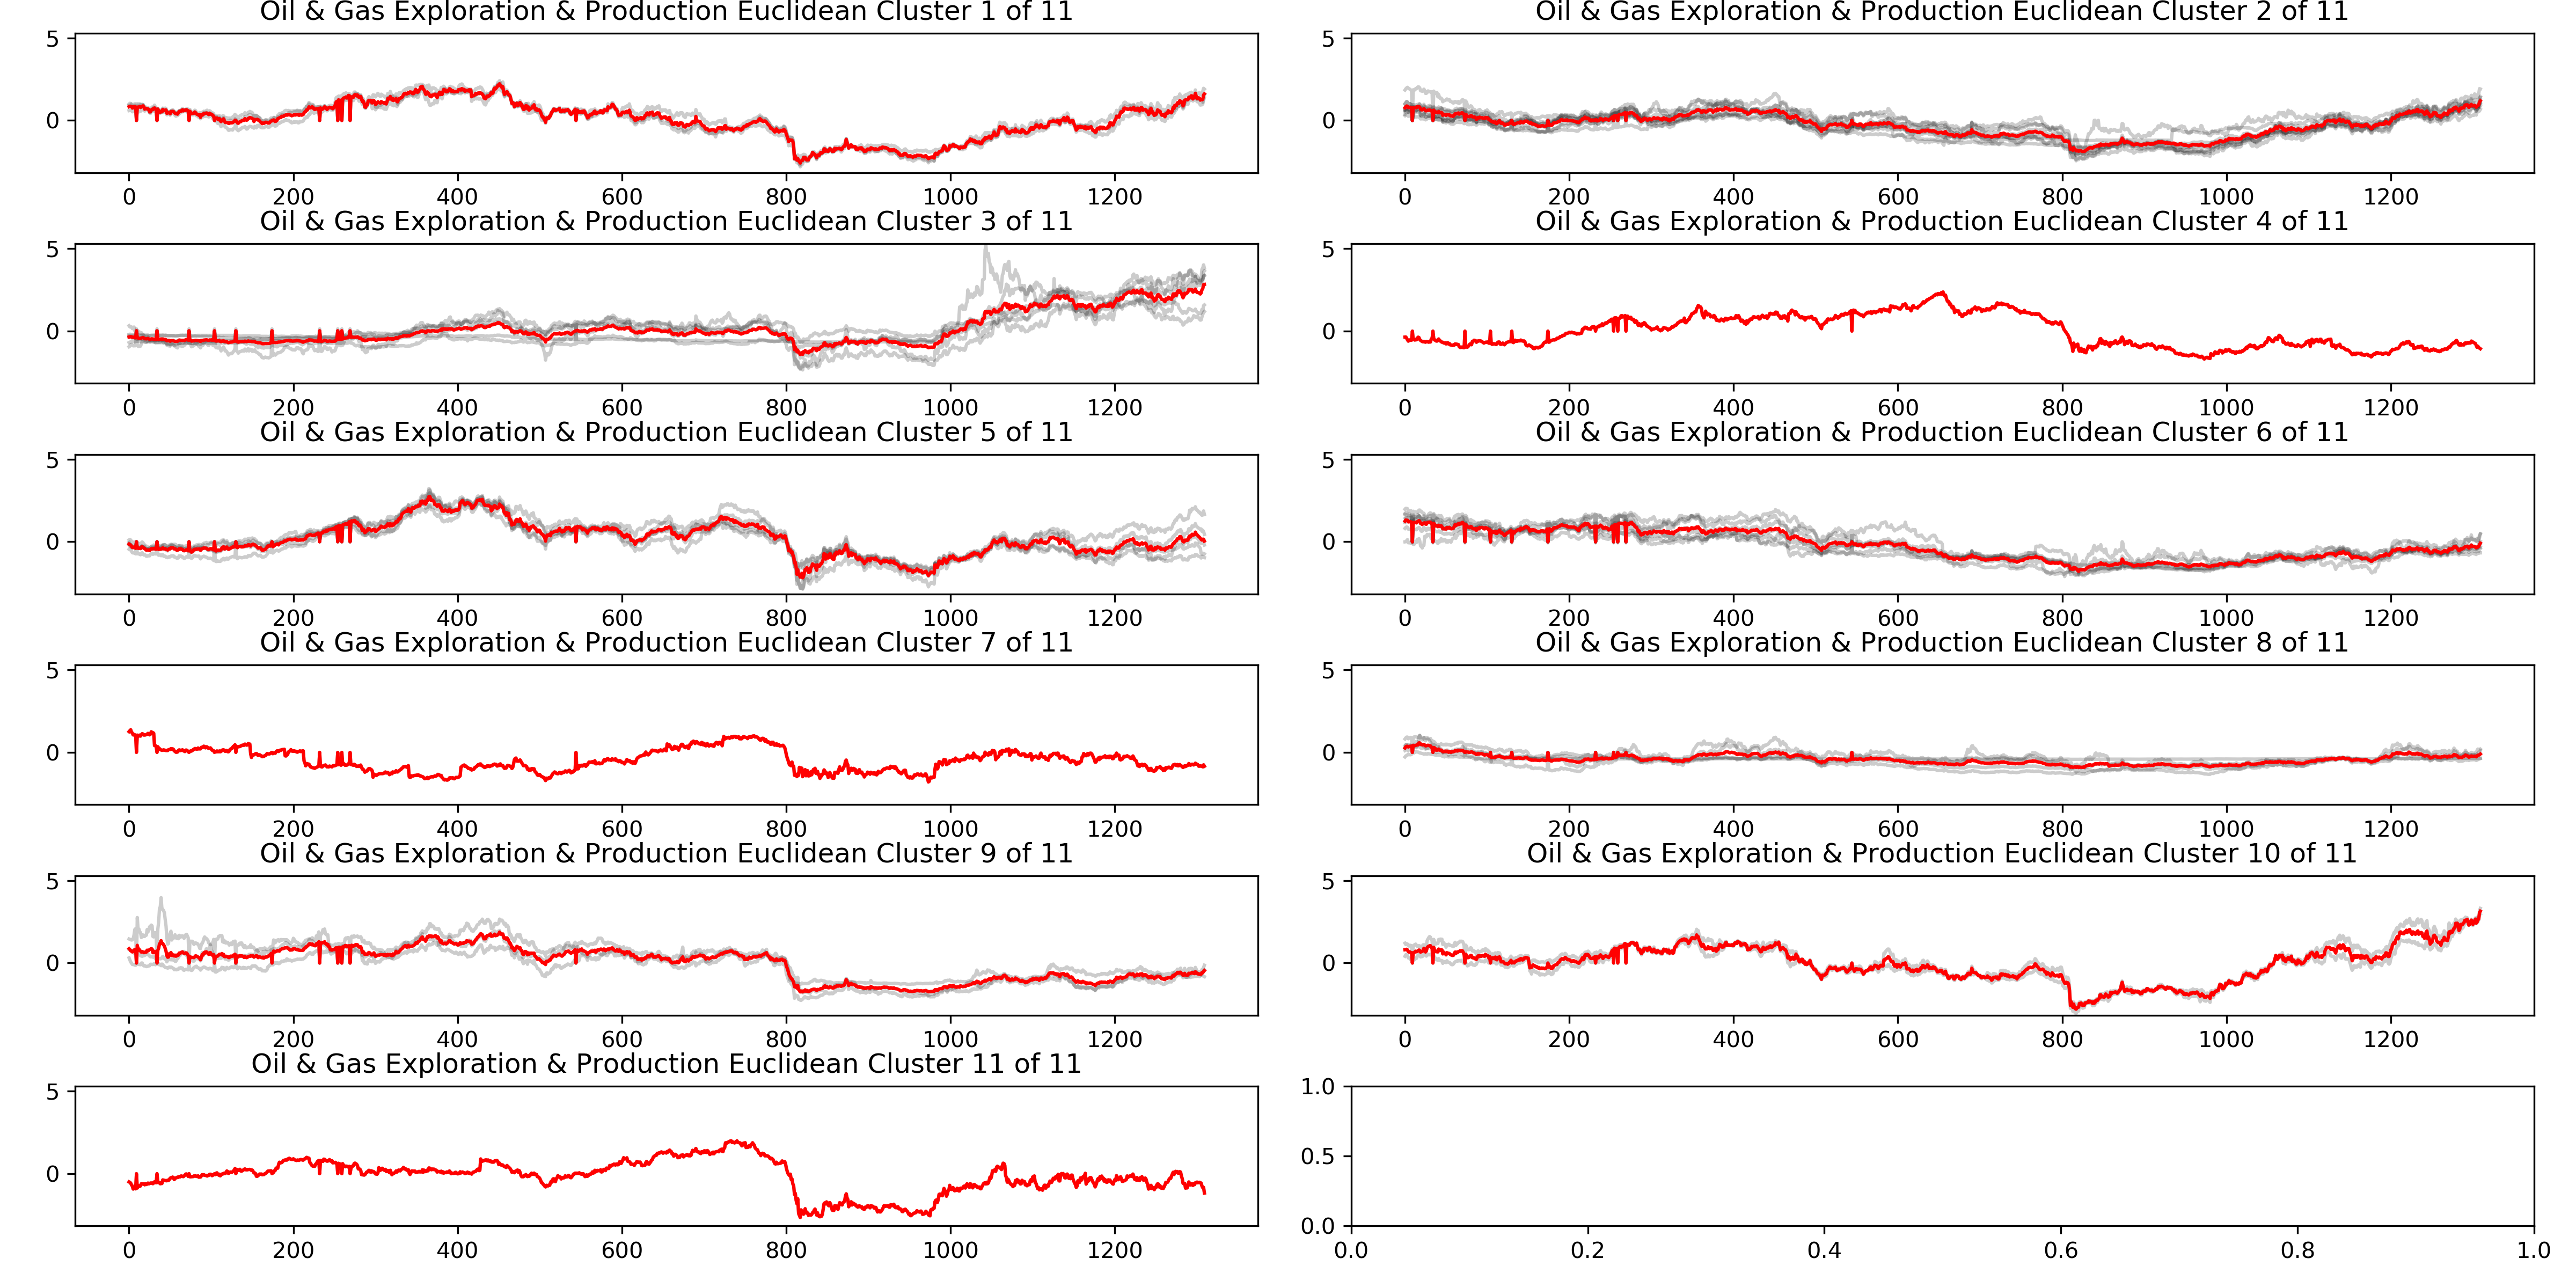 Oil & Gas Exploration & Production Euclidean Cluster 1 of 11
5
0
0 200 400 600 800 1000 1200
Oil & Gas Exploration & Production Euclidean Cluster 2 of 11
5
0
0 200 400 600 800 1000 1200
Oil & Gas Exploration & Production Euclidean Cluster 3 of 11
5
0
0 200 400 600 800 1000 1200
Oil & Gas Exploration & Production Euclidean Cluster 4 of 11
5
0
0 200 400 600 800 1000 1200
Oil & Gas Exploration & Production Euclidean Cluster 5 of 11
5
0
0 200 400 600 800 1000 1200
Oil & Gas Exploration & Production Euclidean Cluster 6 of 11
5
0
0 200 400 600 800 1000 1200
Oil & Gas Exploration & Production Euclidean Cluster 7 of 11
5
0
0 200 400 600 800 1000 1200
Oil & Gas Exploration & Production Euclidean Cluster 8 of 11
5
0
0 200 400 600 800 1000 1200
Oil & Gas Exploration & Production Euclidean Cluster 9 of 11
5
0
0 200 400 600 800 1000 1200
Oil & Gas Exploration & Production Euclidean Cluster 10 of 11
5
0
0 200 400 600 800 1000 1200
Oil & Gas Exploration & Production Euclidean Cluster 11 of 11
5
0
0 200 400 600 800 1000 1200
1.0
0.5
0.0
0.0 0.2 0.4 0.6 0.8 1.0